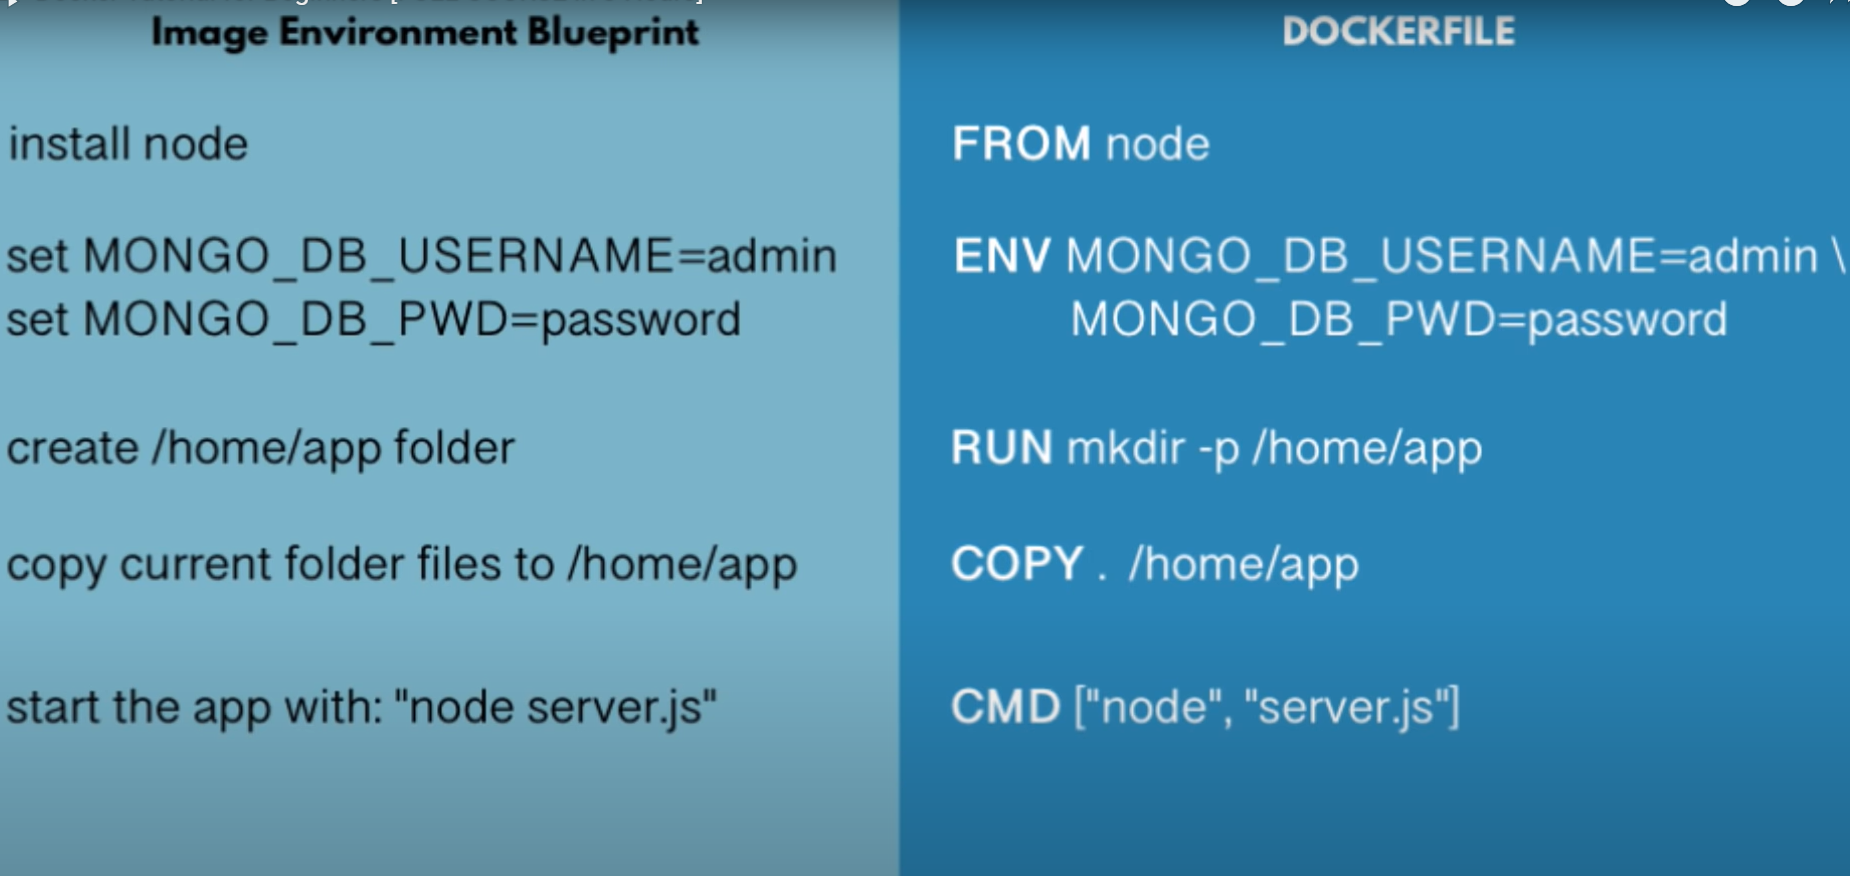 Image Environment Blueprint
install node
set MONGO_DB_USERNAME=admin
set MONGO_DB_PWD=password
create /home/app folder
copy current folder files to /home/app
start the app with: "node server.js"
DOCKERFILE
FROM node
ENV MONGO_DB_USERNAME=admin \
MONGO_DB_PWD=password
RUN mkdir -p /home/app
COPY . /home/app
CMD ["node", "server.js"]